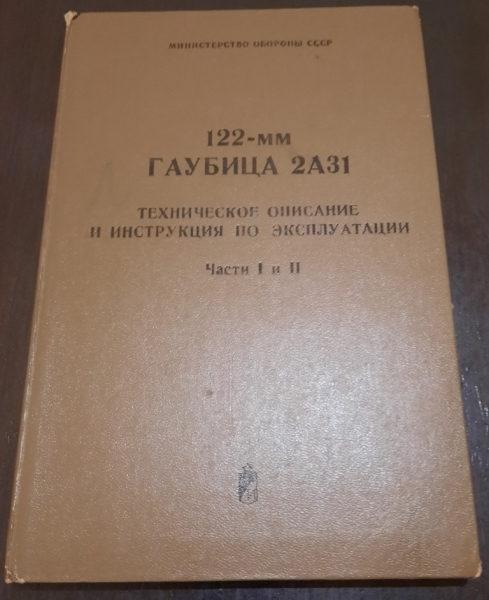 МИНИСТЕРСТВО ОБОРОНЫ СССР
122-мм
ГАУБИЦА 2А31
ТЕХНИЧЕСКОЕ ОПИСАНИЕ
И ИНСТРУКЦИЯ ПО ЭКСПЛУАТАЦИИ
Части I и II